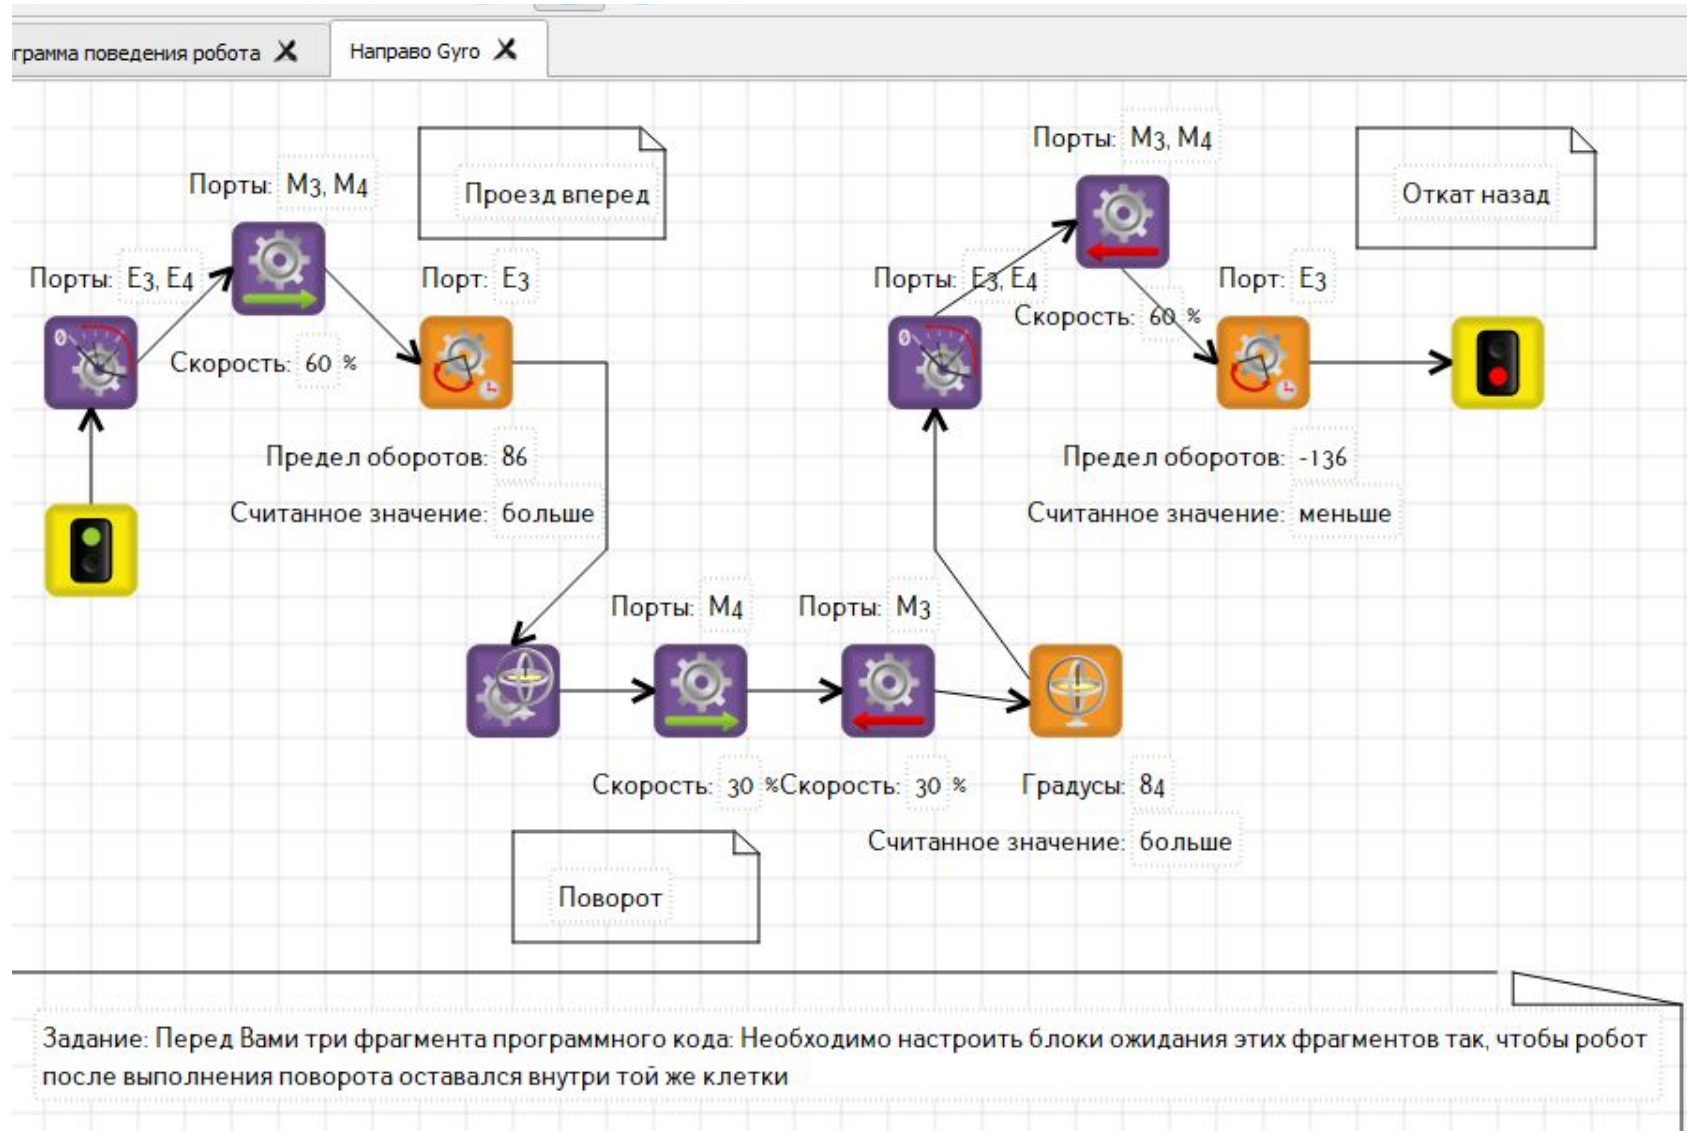 грамма поведения робота
Направо Gyro
Порты: M3, M4
Проезд вперед
Порты: E3, E4
Порт: E3
Скорость: 60 %
Предел оборотов: 86
Считанное значение: больше
Порты: M3, M4
Откат назад
Порты: E3, E4
Порт: E3
Скорость: 60 %
Предел оборотов: -136
Считанное значение: меньше
Порты: M4
Порты: M3
Скорость: 30 %
Скорость: 30 %
Градусы: 84
Считанное значение: больше
Поворот
Задание: Перед Вами три фрагмента программного кода: Необходимо настроить блоки ожидания этих фрагментов так, чтобы робот
после выполнения поворота оставался внутри той же клетки